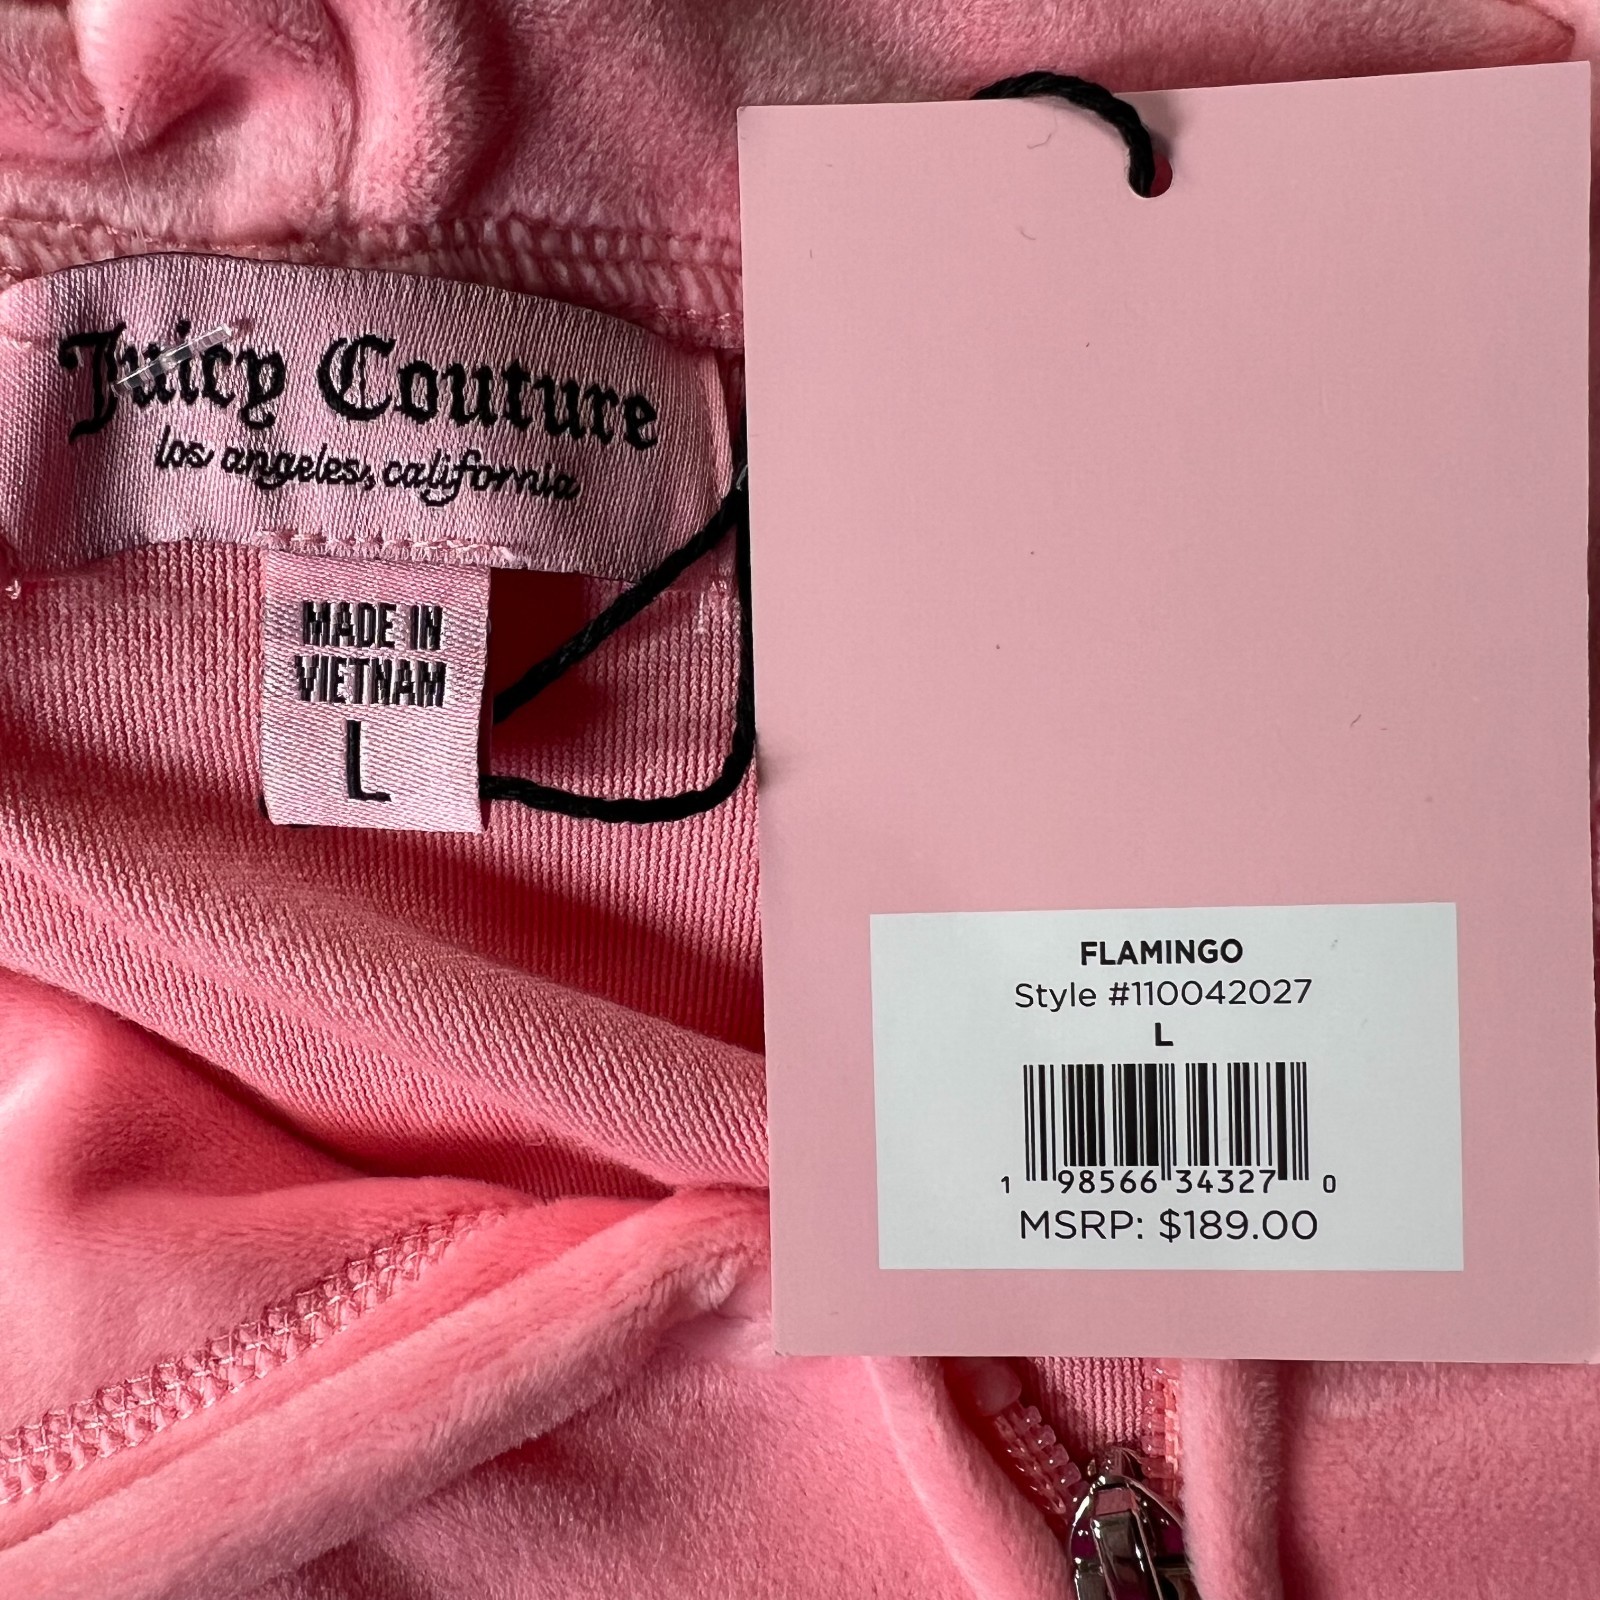 Juicy Couture
los angeles, california
MADE IN
VIETNAM
L
FLAMINGO
Style #110042027
L
1 98566 34327 0
MSRP: $189.00